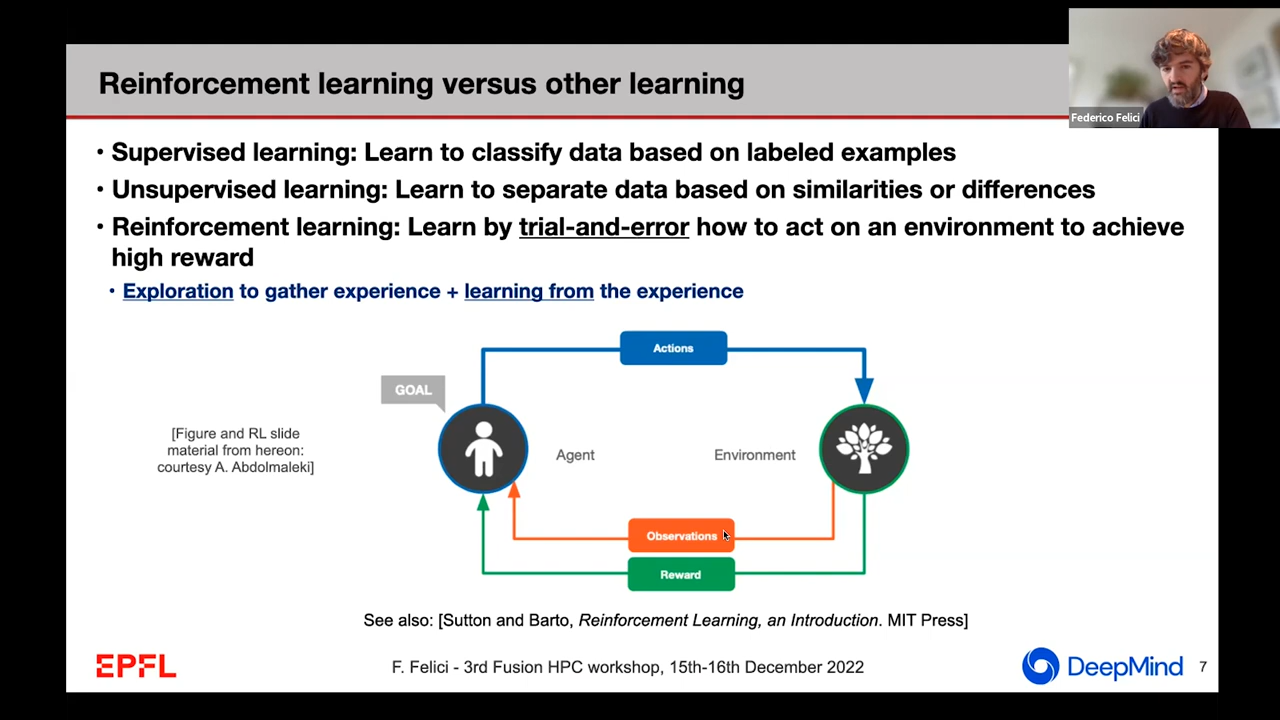 Reinforcement learning versus other learning
Federico Felici
• Supervised learning: Learn to classify data based on labeled examples
• Unsupervised learning: Learn to separate data based on similarities or differences
• Reinforcement learning: Learn by trial-and-error how to act on an environment to achieve
high reward
• Exploration to gather experience + learning from the experience
Actions
GOAL
[Figure and RL slide
material from hereon:
courtesy A. Abdolmaleki]
Agent
Environment
Observations
Reward
See also: [Sutton and Barto, Reinforcement Learning, an Introduction. MIT Press]
EPFL
F. Felici - 3rd Fusion HPC workshop, 15th-16th December 2022
DeepMind
7